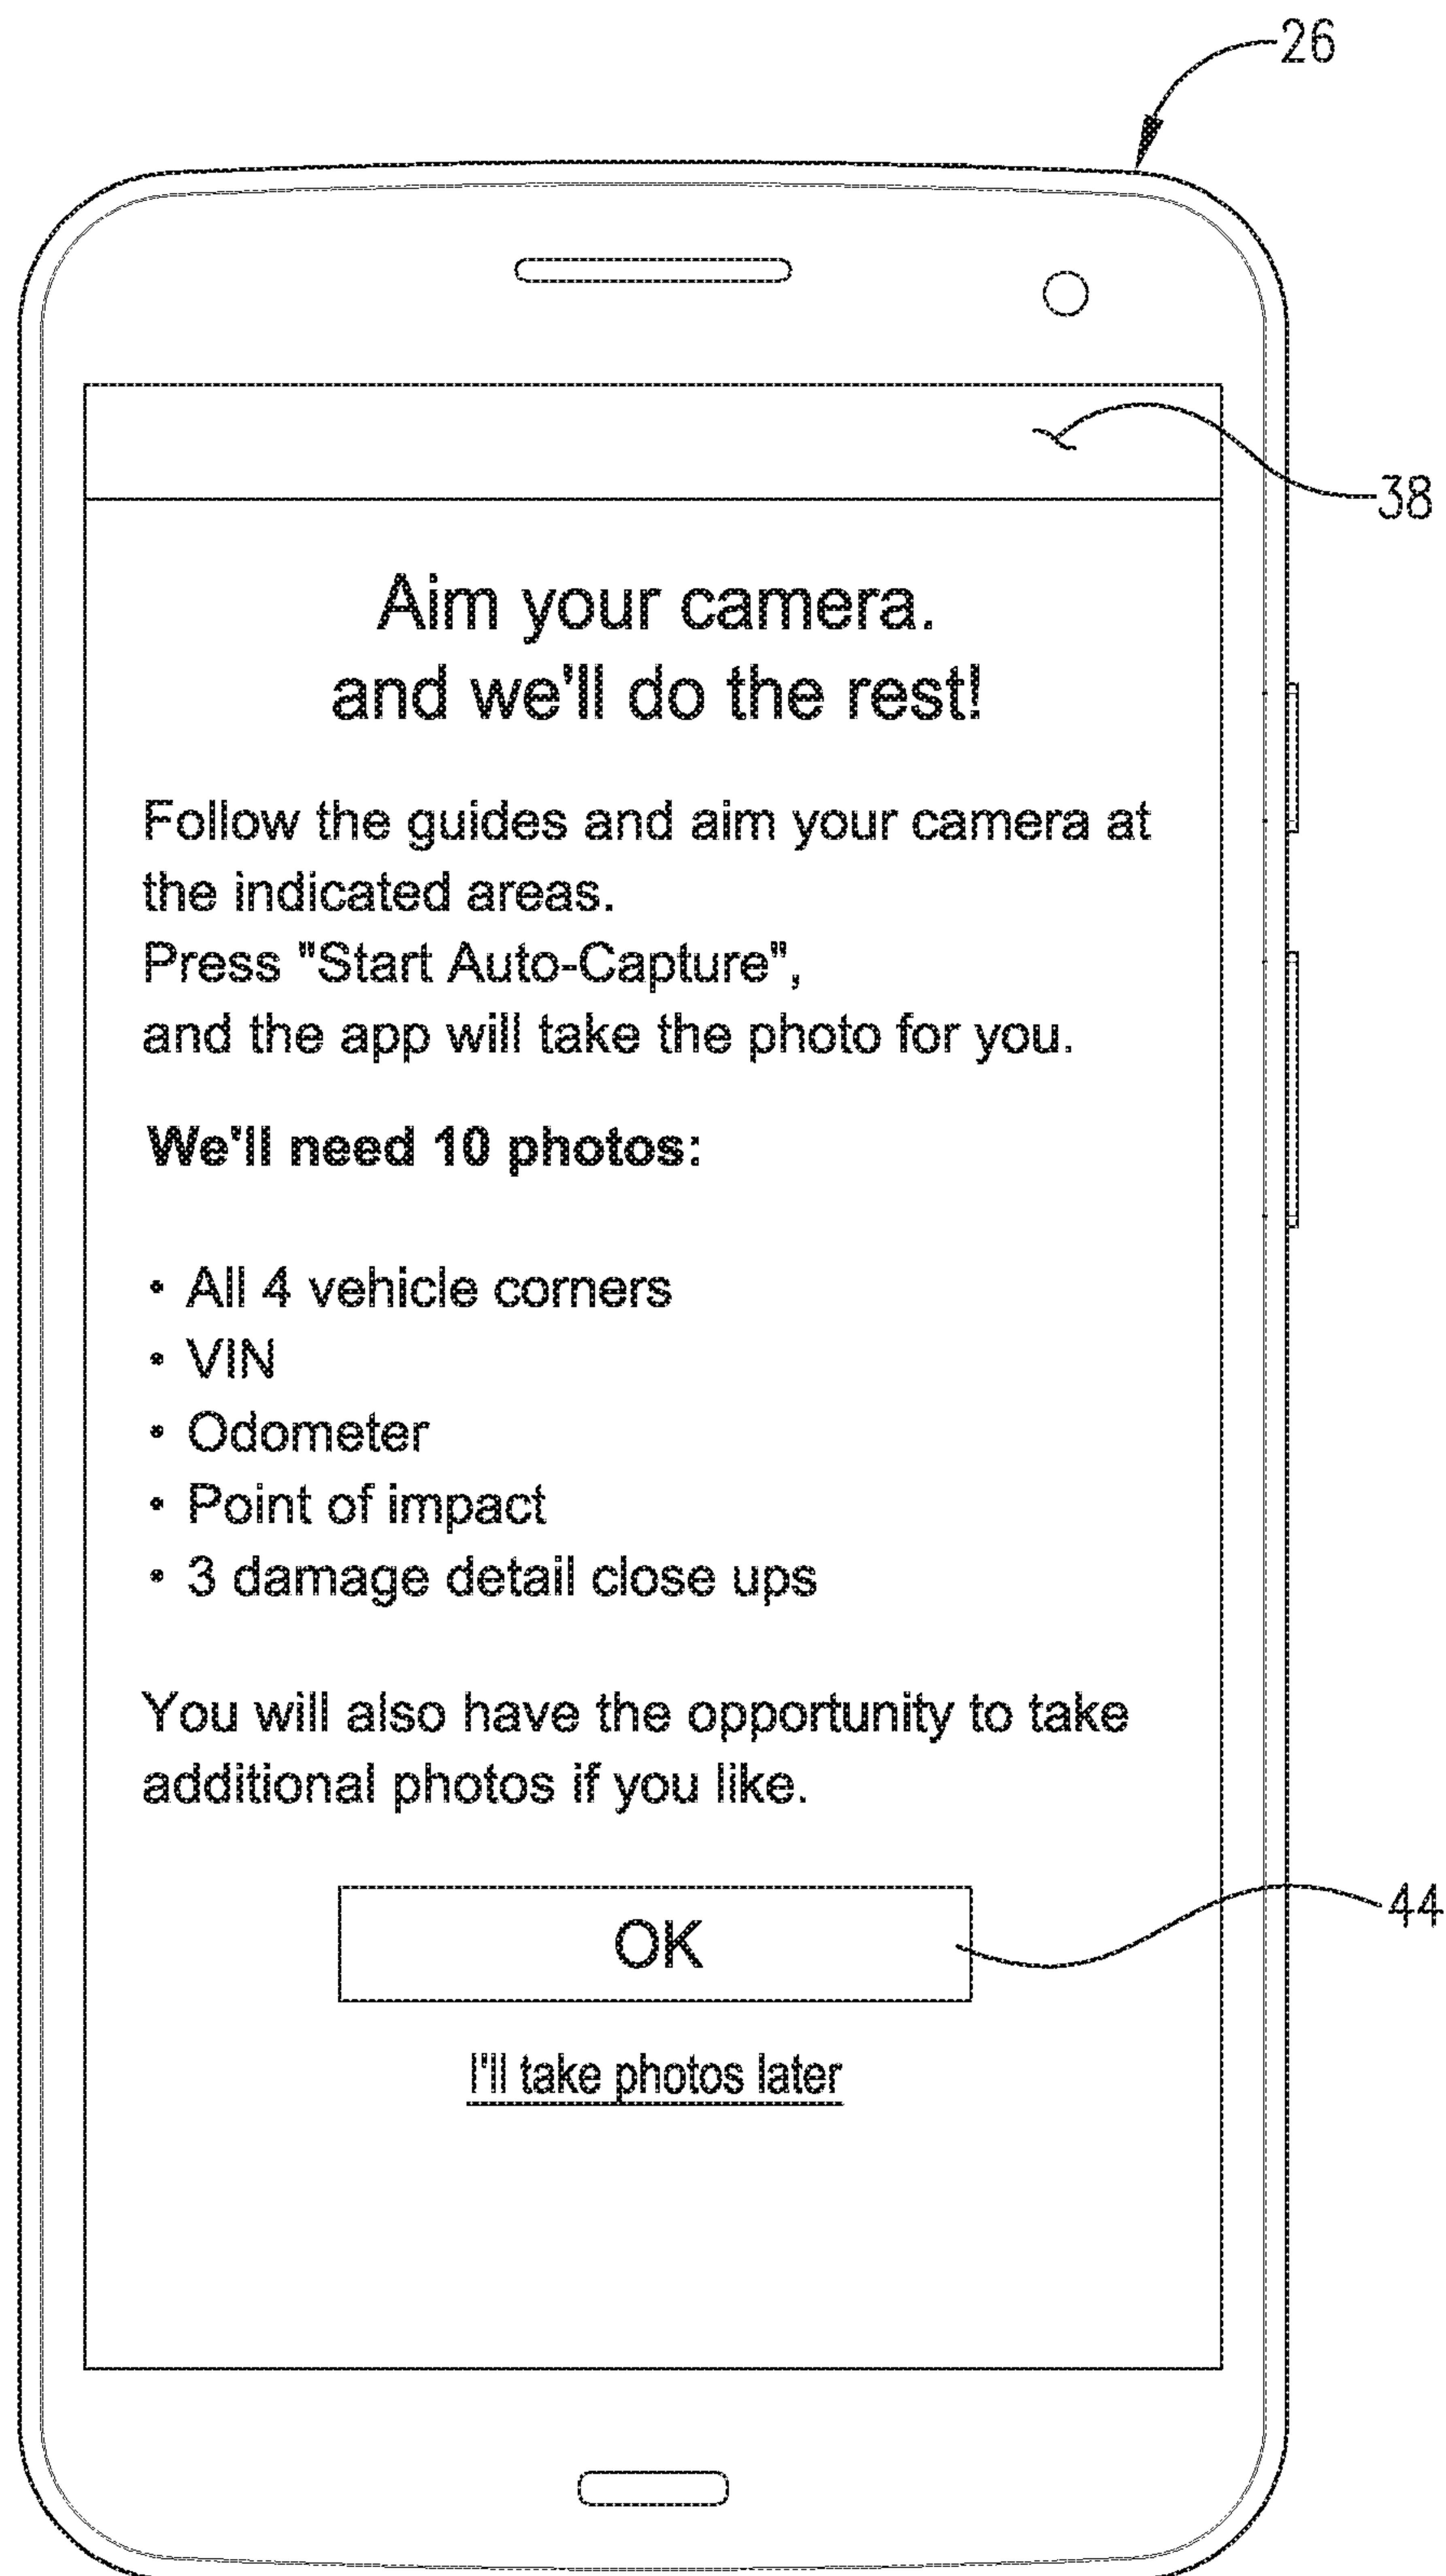 26
38
Aim your camera.
and we'll do the rest!
Follow the guides and aim your camera at
the indicated areas.
Press "Start Auto-Capture",
and the app will take the photo for you.
We'll need 10 photos:
• All 4 vehicle corners
• VIN
• Odometer
• Point of impact
• 3 damage detail close ups
You will also have the opportunity to take
additional photos if you like.
OK
44
I'll take photos later